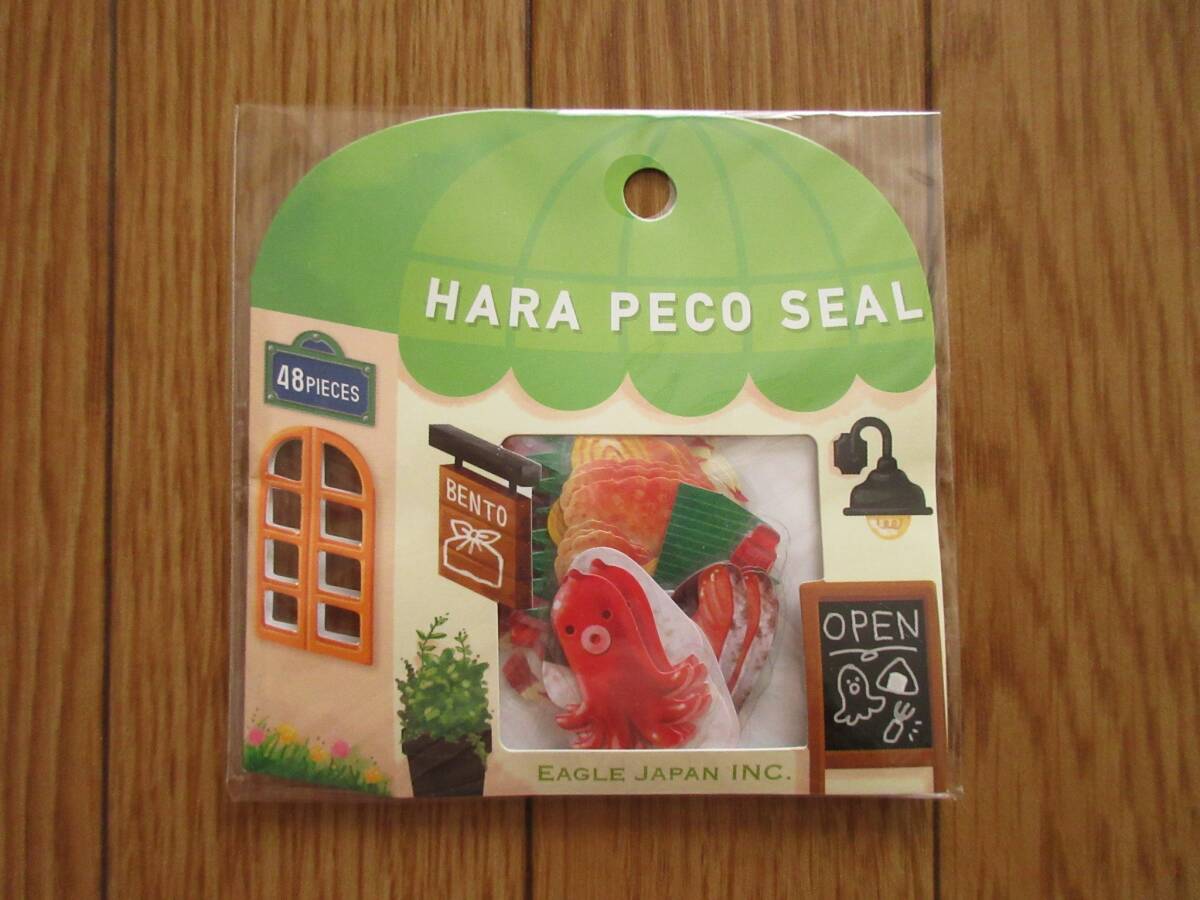 HARA PECO SEAL
48PIECES
BENTO
OPEN
EAGLE JAPAN INC.